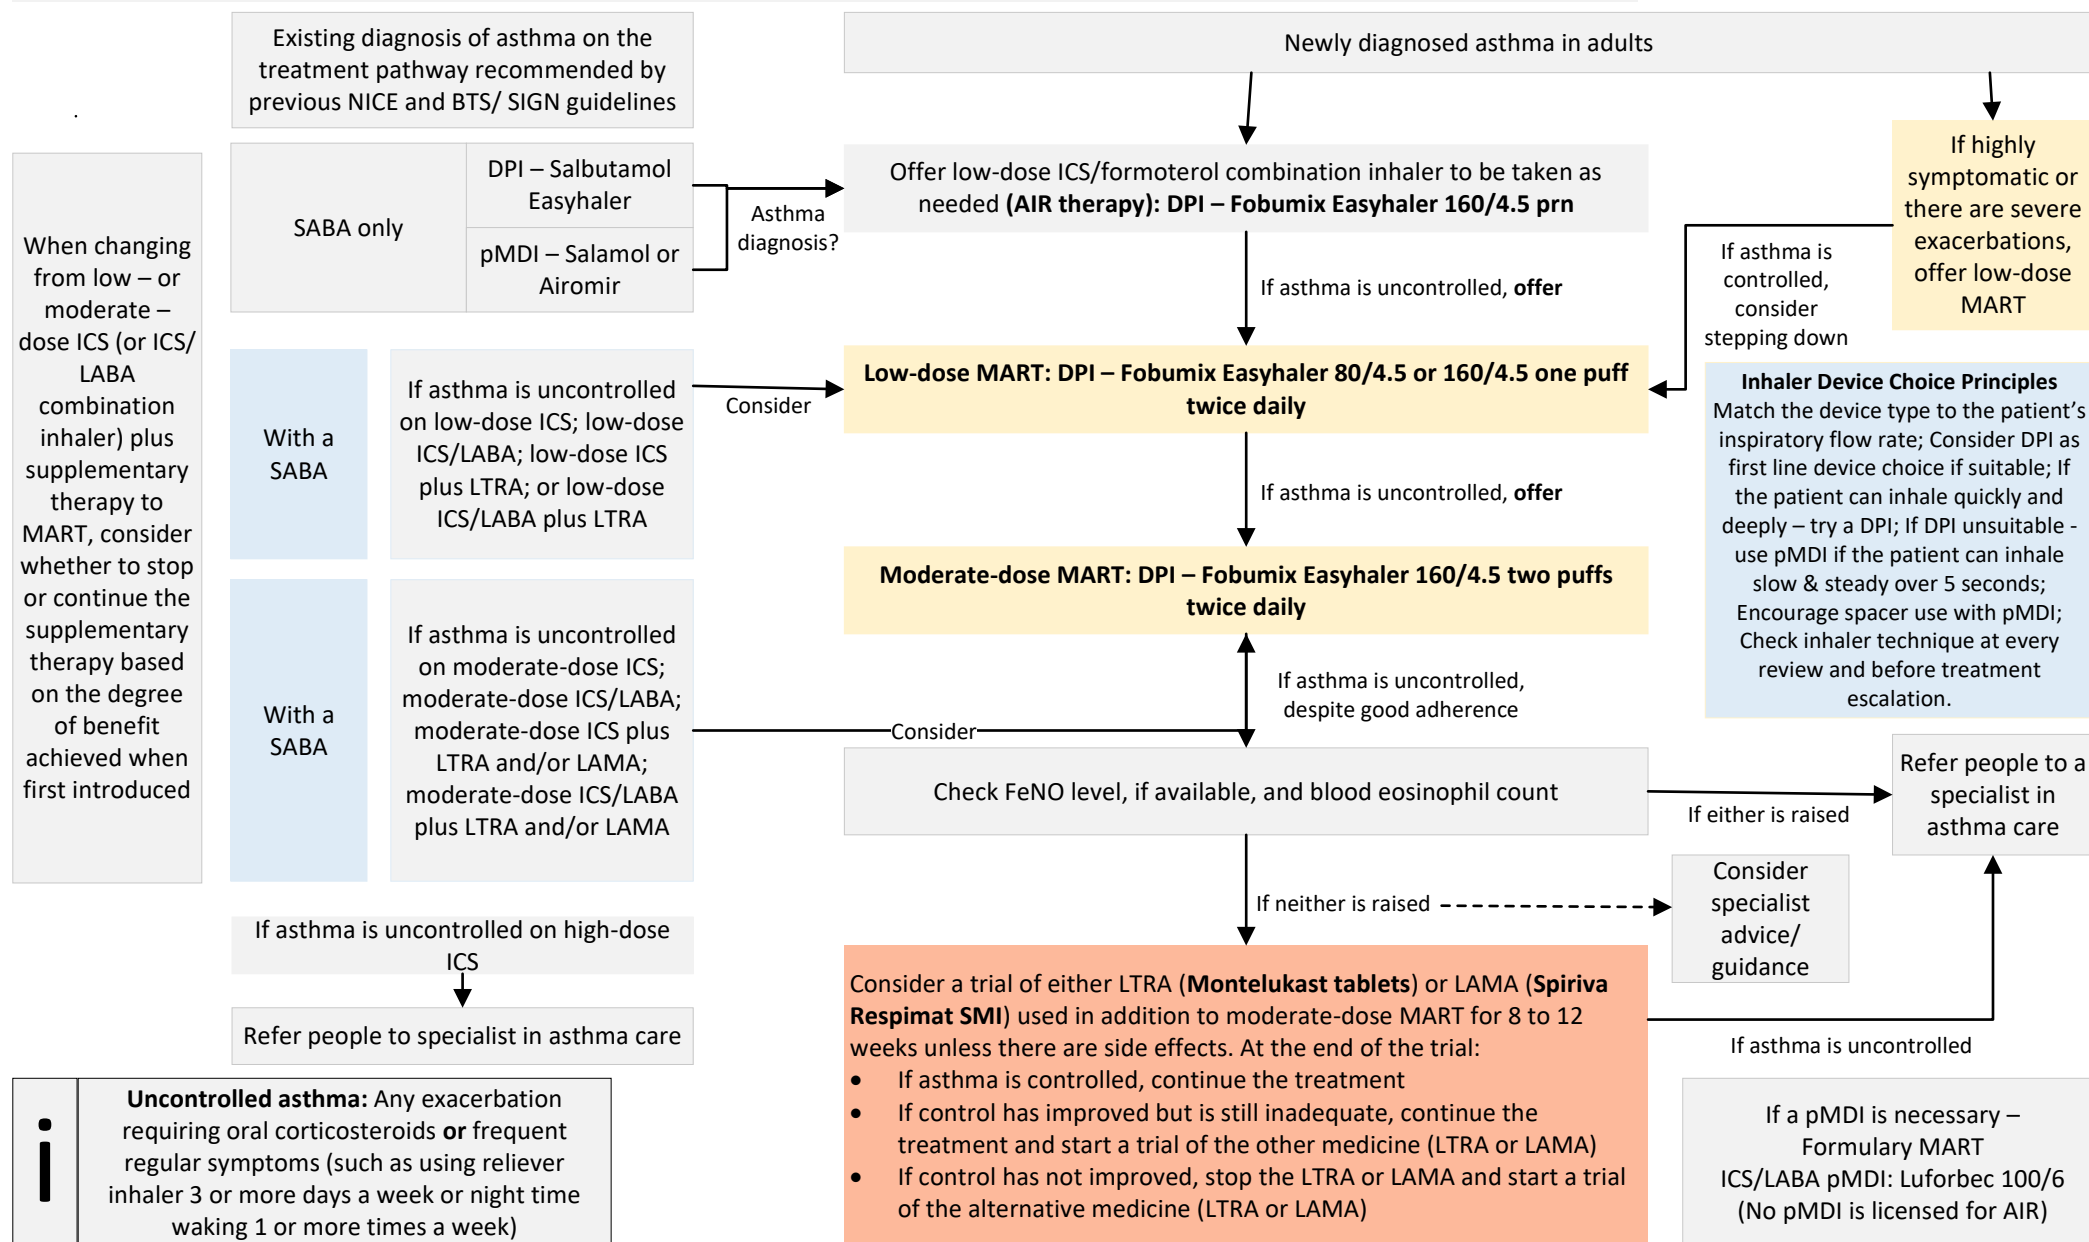 Existing diagnosis of asthma on the
treatment pathway recommended by
previous NICE and BTS/ SIGN guidelines
Newly diagnosed asthma in adults
.
When changing
from low – or
moderate –
dose ICS (or ICS/
LABA
combination
inhaler) plus
supplementary
therapy to
MART, consider
whether to stop
or continue the
supplementary
therapy based
on the degree
of benefit
achieved when
first introduced
SABA only
DPI – Salbutamol
Easyhaler
pMDI – Salamol or
Airomir
Asthma
diagnosis?
Offer low-dose ICS/formoterol combination inhaler to be taken as
needed (AIR therapy): DPI – Fobumix Easyhaler 160/4.5 prn
If highly
symptomatic or
there are severe
exacerbations,
offer low-dose
MART
If asthma is
controlled,
consider
stepping down
If asthma is uncontrolled, offer
With a
SABA
If asthma is uncontrolled
on low-dose ICS; low-dose
ICS/LABA; low-dose ICS
plus LTRA; or low-dose
ICS/LABA plus LTRA
Consider
Low-dose MART: DPI – Fobumix Easyhaler 80/4.5 or 160/4.5 one puff
twice daily
If asthma is uncontrolled, offer
Inhaler Device Choice Principles
Match the device type to the patient’s
inspiratory flow rate; Consider DPI as
first line device choice if suitable; If
the patient can inhale quickly and
deeply – try a DPI; If DPI unsuitable -
use pMDI if the patient can inhale
slow & steady over 5 seconds;
Encourage spacer use with pMDI;
Check inhaler technique at every
review and before treatment
escalation.
Moderate-dose MART: DPI – Fobumix Easyhaler 160/4.5 two puffs
twice daily
With a
SABA
If asthma is uncontrolled
on moderate-dose ICS;
moderate-dose ICS/LABA;
moderate-dose ICS plus
LTRA and/or LAMA;
moderate-dose ICS/LABA
plus LTRA and/or LAMA
Consider
If asthma is uncontrolled,
despite good adherence
Check FeNO level, if available, and blood eosinophil count
If either is raised
Refer people to a
specialist in
asthma care
If neither is raised
Consider
specialist
advice/
guidance
If asthma is uncontrolled on high-dose
ICS
Refer people to specialist in asthma care
Consider a trial of either LTRA (Montelukast tablets) or LAMA (Spiriva
Respimat SMI) used in addition to moderate-dose MART for 8 to 12
weeks unless there are side effects. At the end of the trial:
• If asthma is controlled, continue the treatment
• If control has improved but is still inadequate, continue the
treatment and start a trial of the other medicine (LTRA or LAMA)
• If control has not improved, stop the LTRA or LAMA and start a trial
of the alternative medicine (LTRA or LAMA)
If asthma is uncontrolled
i
Uncontrolled asthma: Any exacerbation
requiring oral corticosteroids or frequent
regular symptoms (such as using reliever
inhaler 3 or more days a week or night time
waking 1 or more times a week)
If a pMDI is necessary –
Formulary MART
ICS/LABA pMDI: Luforbec 100/6
(No pMDI is licensed for AIR)